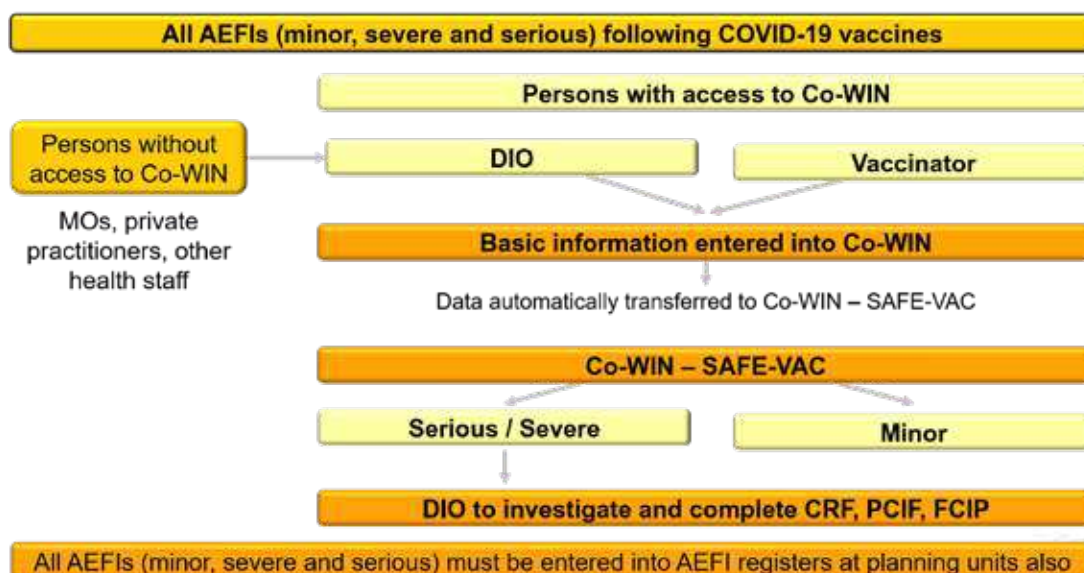 All AEFIs (minor, severe and serious) following COVID-19 vaccines
Persons with access to Co-WIN
Persons without
access to Co-WIN
DIO
Vaccinator
MOs, private
practitioners, other
health staff
Basic information entered into Co-WIN
Data automatically transferred to Co-WIN – SAFE-VAC
Co-WIN – SAFE-VAC
Serious / Severe
Minor
DIO to investigate and complete CRF, PCIF, FCIP
All AEFIs (minor, severe and serious) must be entered into AEFI registers at planning units also